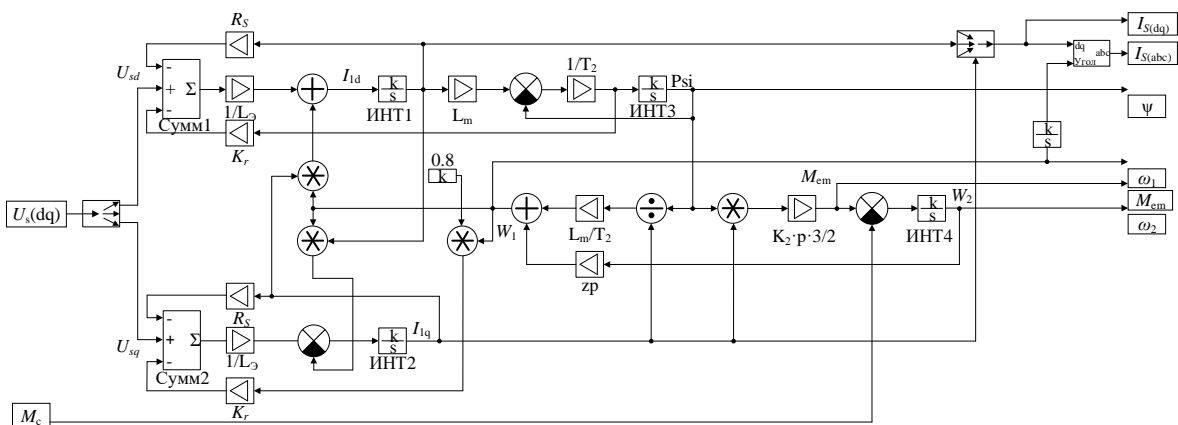 R_S
I_S(dq)
dq
Угол
abc
I_S(abc)
U_sd
-
+
-
Σ
Сумм1
1/L_Э
K_r
+
I_1d
k/s
ИНТ1
L_m
1/T_2
k/s
ИНТ3
Psi
ψ
k/s
0.8
k
M_em
W_2
ω_1
M_em
ω_2
U_s(dq)
W_1
+
L_m/T_2
÷
K_2·p·3/2
k/s
ИНТ4
zp
R_S
U_sq
-
+
-
Σ
Сумм2
1/L_Э
I_1q
k/s
ИНТ2
K_r
M_c